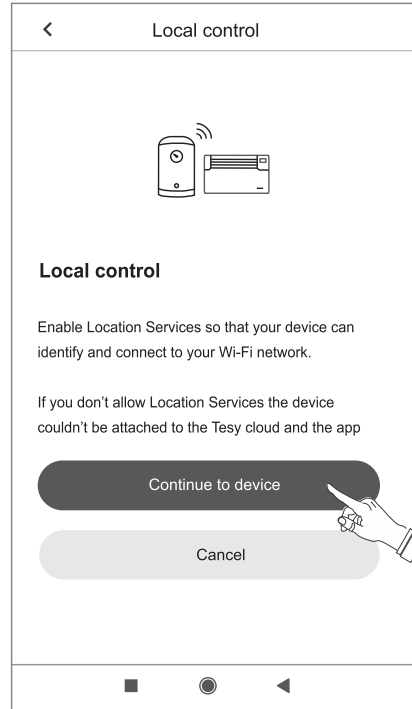 Local control
Local control
Enable Location Services so that your device can
identify and connect to your Wi-Fi network.
If you don’t allow Location Services the device
couldn’t be attached to the Tesy cloud and the app
Continue to device
Cancel